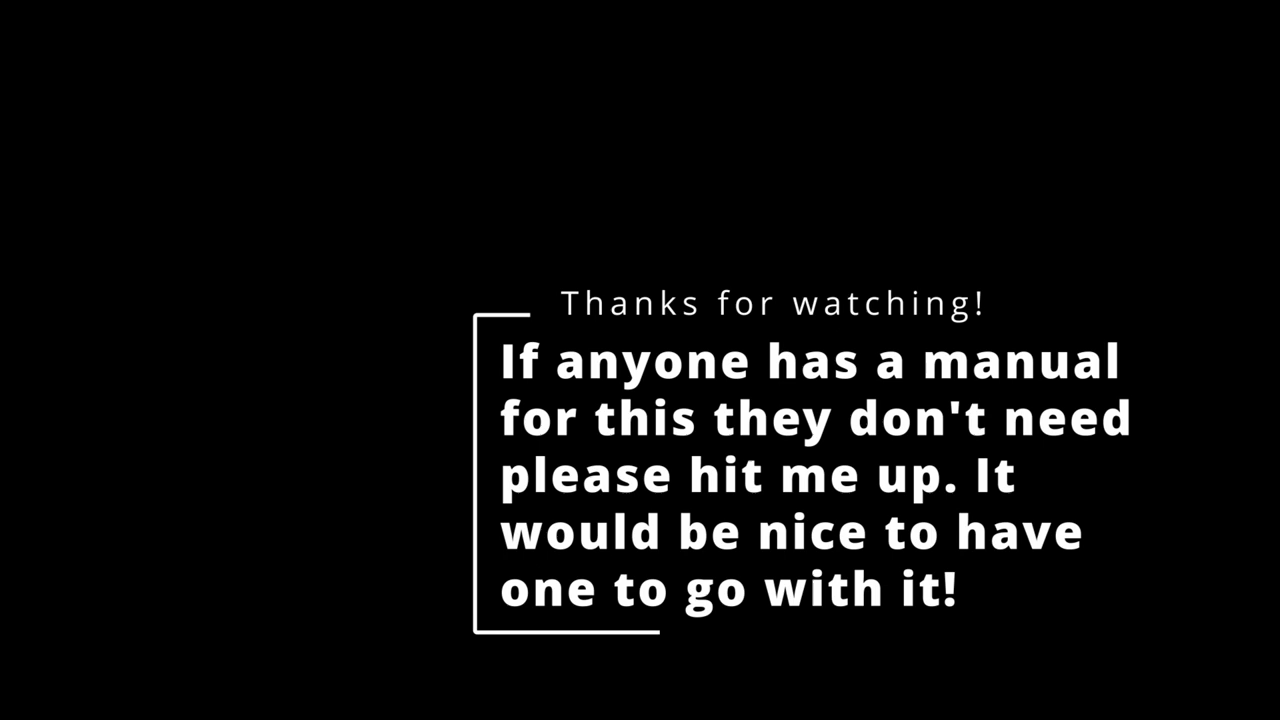 Thanks for watching!
If anyone has a manual
for this they don't need
please hit me up. It
would be nice to have
one to go with it!